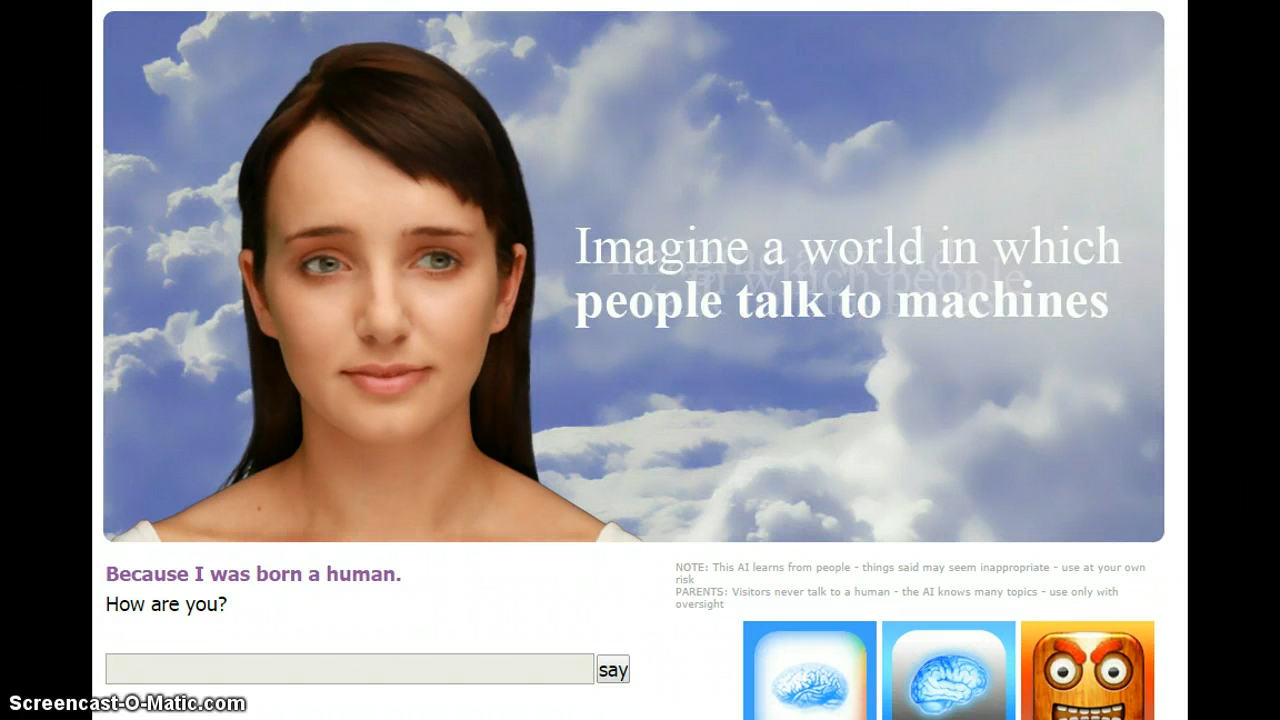 Imagine a world in which
people talk to machines
Because I was born a human.
How are you?
say
NOTE: This AI learns from people - things said may seem inappropriate - use at your own
risk
PARENTS: Visitors never talk to a human - the AI knows many topics - use only with
oversight
Screencast-O-Matic.com